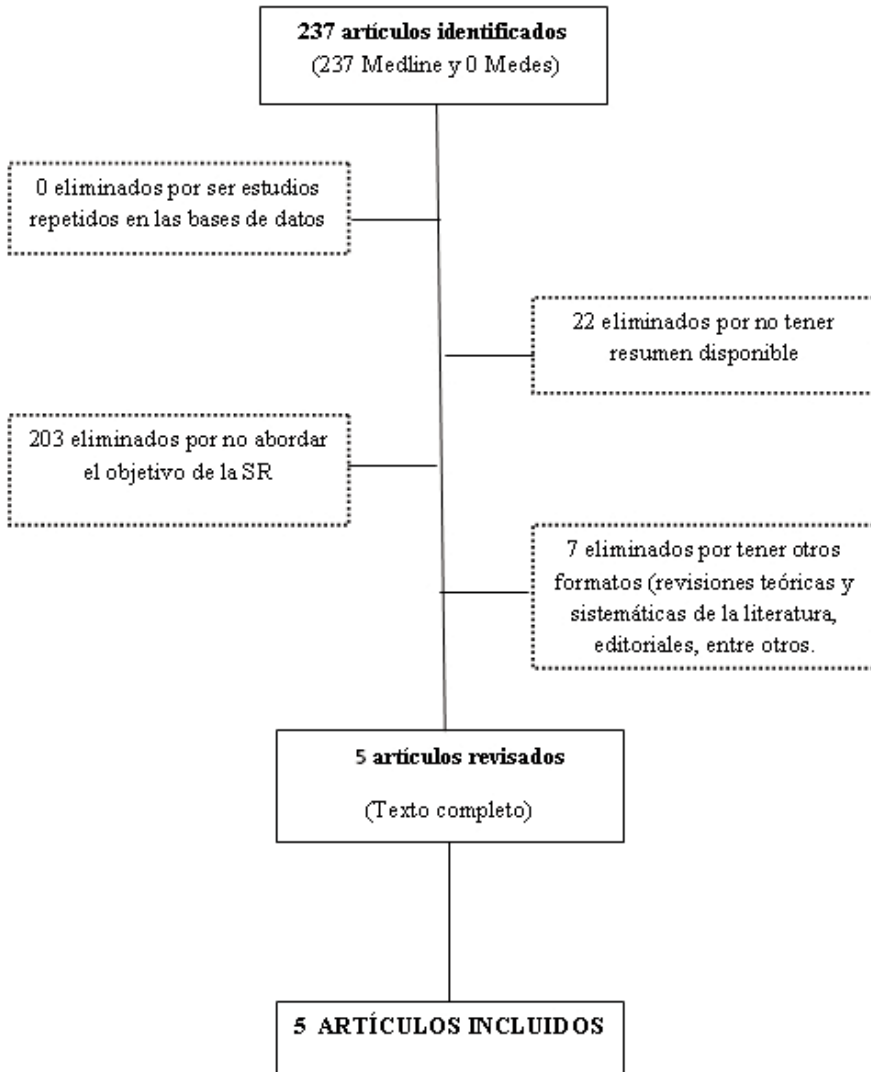 237 artículos identificados
(237 Medline y 0 Medes)
0 eliminados por ser estudios
repetidos en las bases de datos
22 eliminados por no tener
resumen disponible
203 eliminados por no abordar
el objetivo de la SR
7 eliminados por tener otros
formatos (revisiones teóricas y
sistemáticas de la literatura,
editoriales, entre otros.
5 artículos revisados
(Texto completo)
5 ARTÍCULOS INCLUIDOS